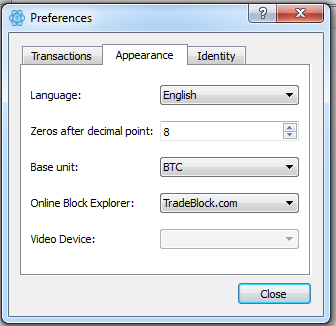 Preferences
Transactions Appearance Identity
Language: English
Zeros after decimal point: 8
Base unit: BTC
Online Block Explorer: TradeBlock.com
Video Device:
Close